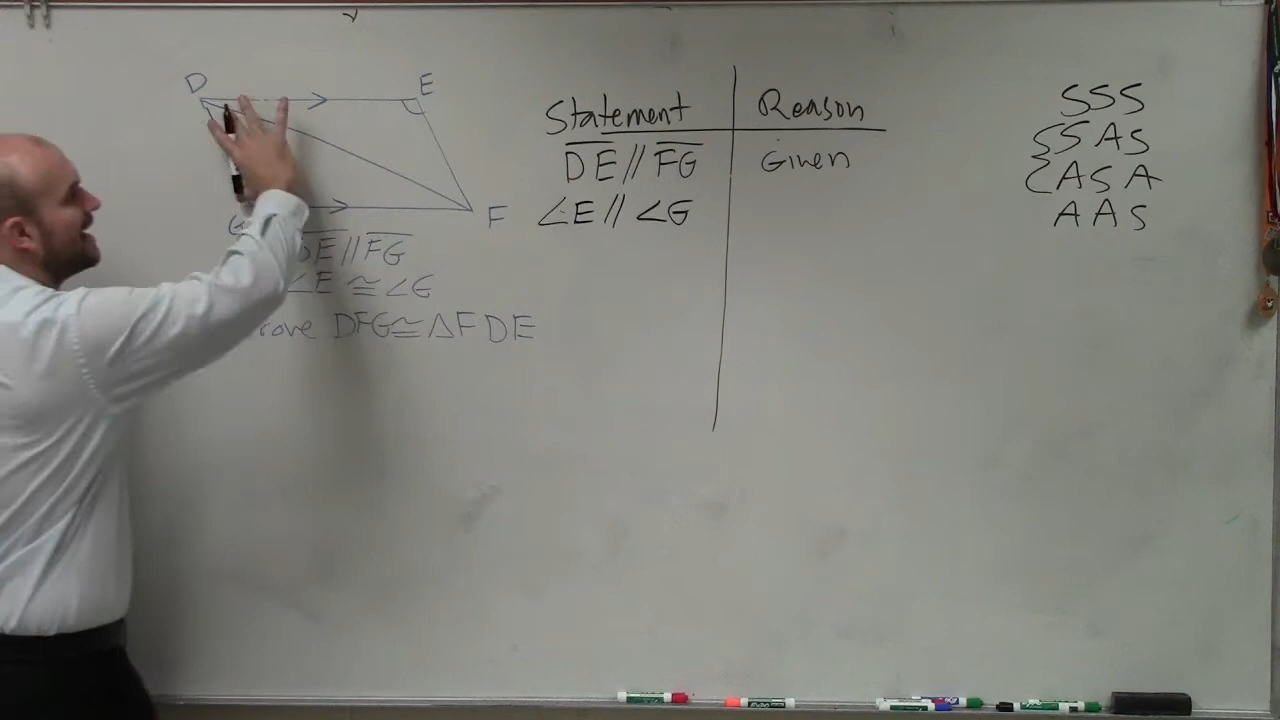 D E
F
DE // FG
∠E ≅ ∠G
rove DFG ≅ ΔFDE
Statement Reason
DE // FG Given
∠E // ∠G
SSS
SAS
ASA
AAS